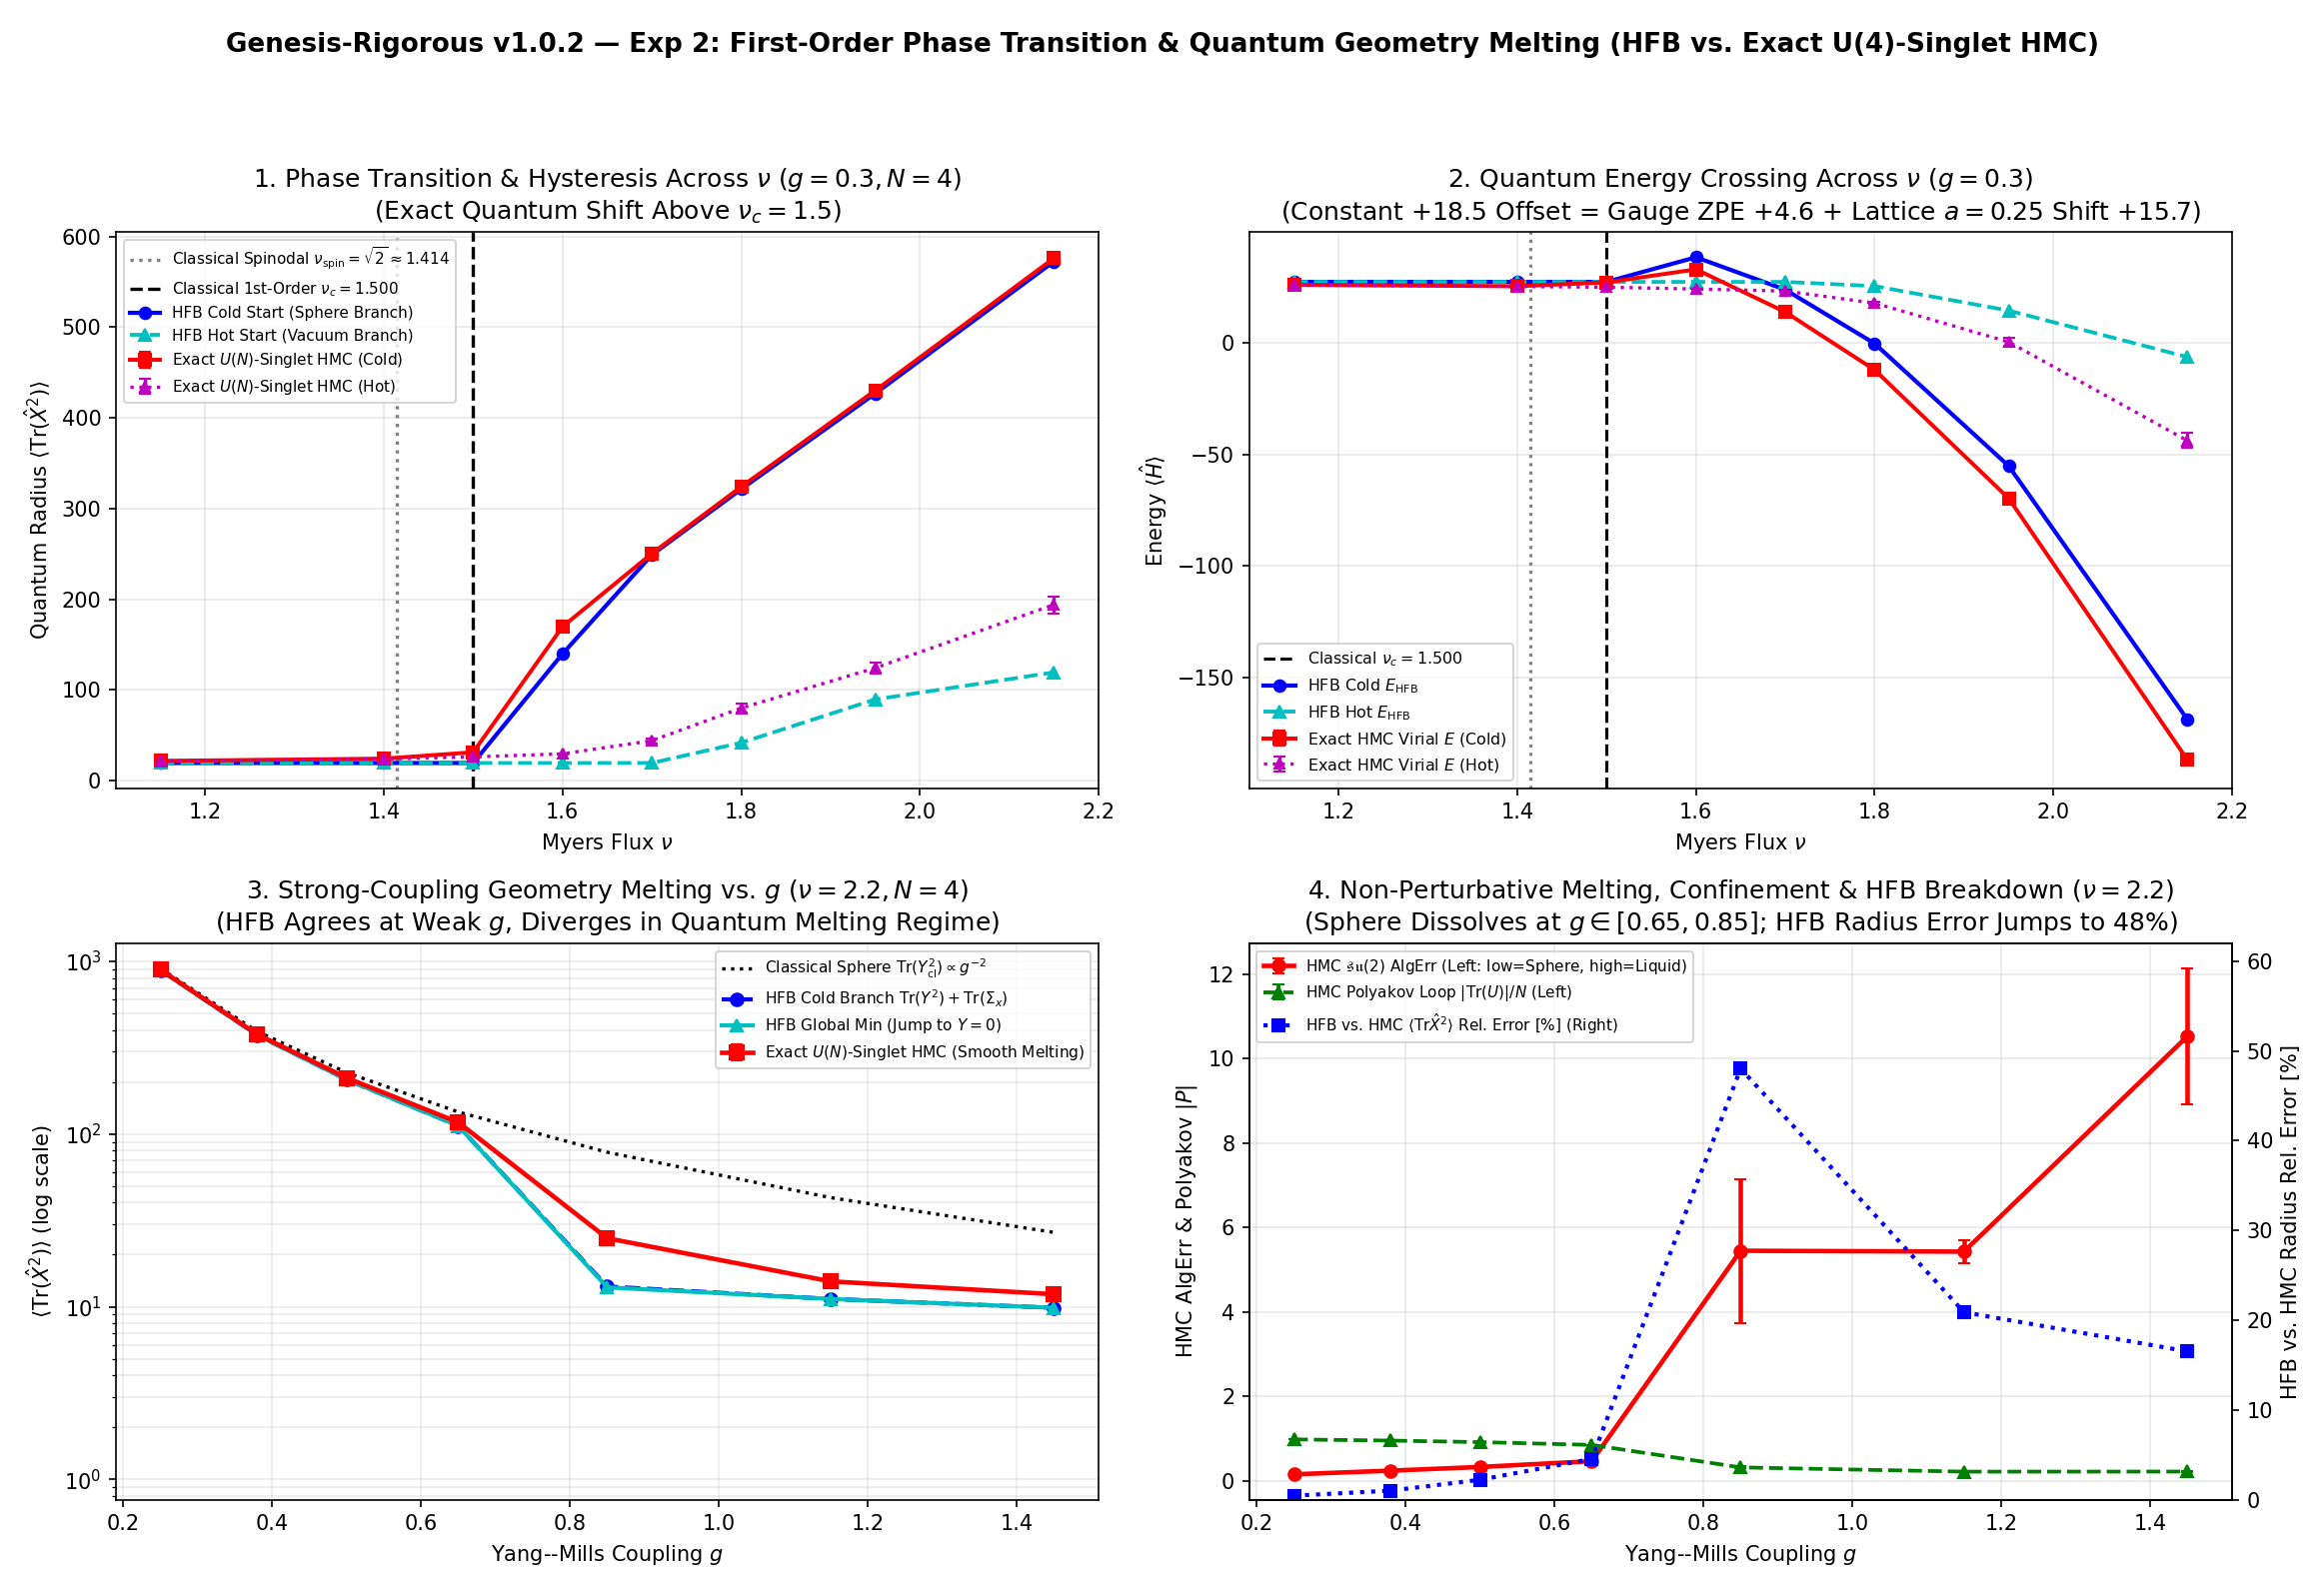 Genesis-Rigorous v1.0.2 — Exp 2: First-Order Phase Transition & Quantum Geometry Melting (HFB vs. Exact U(4)-Singlet HMC)
1. Phase Transition & Hysteresis Across ν (g = 0.3, N = 4)
(Exact Quantum Shift Above ν_c = 1.5)
Quantum Radius ⟨Tr(X̂²)⟩
600
500
400
300
200
100
0
Classical Spinodal ν_spin = √2 ≈ 1.414
Classical 1st-Order ν_c = 1.500
HFB Cold Start (Sphere Branch)
HFB Hot Start (Vacuum Branch)
Exact U(N)-Singlet HMC (Cold)
Exact U(N)-Singlet HMC (Hot)
1.2 1.4 1.6 1.8 2.0 2.2
Myers Flux ν
2. Quantum Energy Crossing Across ν (g = 0.3)
(Constant +18.5 Offset = Gauge ZPE +4.6 + Lattice a = 0.25 Shift +15.7)
Energy ⟨Ĥ⟩
0
−50
−100
−150
Classical ν_c = 1.500
HFB Cold E_HFB
HFB Hot E_HFB
Exact HMC Virial E (Cold)
Exact HMC Virial E (Hot)
1.2 1.4 1.6 1.8 2.0 2.2
Myers Flux ν
3. Strong-Coupling Geometry Melting vs. g (ν = 2.2, N = 4)
(HFB Agrees at Weak g, Diverges in Quantum Melting Regime)
⟨Tr(X̂²)⟩ (log scale)
10³
10²
10¹
10⁰
Classical Sphere Tr(Y²_cl) ∝ g⁻²
HFB Cold Branch Tr(Y²) + Tr(Σ_x)
HFB Global Min (Jump to Y = 0)
Exact U(N)-Singlet HMC (Smooth Melting)
0.2 0.4 0.6 0.8 1.0 1.2 1.4
Yang--Mills Coupling g
4. Non-Perturbative Melting, Confinement & HFB Breakdown (ν = 2.2)
(Sphere Dissolves at g ∈ [0.65, 0.85]; HFB Radius Error Jumps to 48%)
HMC AlgErr & Polyakov |P|
12
10
8
6
4
2
0
HMC 𝔰𝔲(2) AlgErr (Left: low=Sphere, high=Liquid)
HMC Polyakov Loop |Tr(U)|/N (Left)
HFB vs. HMC ⟨TrX̂²⟩ Rel. Error [%] (Right)
60
50
40
30
20
10
0
HFB vs. HMC Radius Rel. Error [%]
0.2 0.4 0.6 0.8 1.0 1.2 1.4
Yang--Mills Coupling g